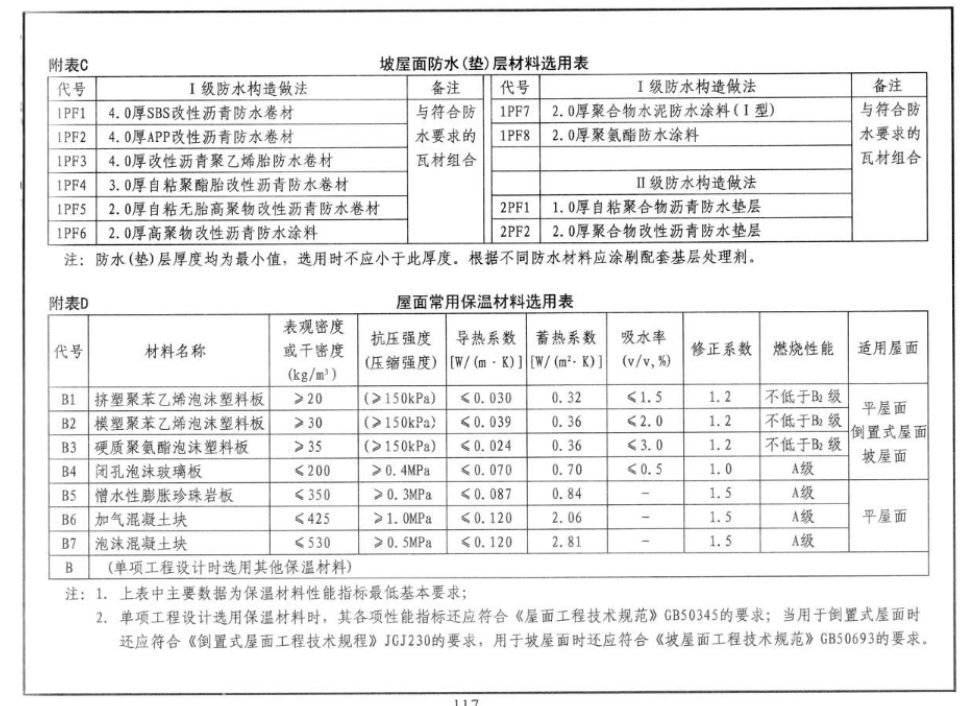 附表C 坡屋面防水(垫)层材料选用表
代号 Ⅰ级防水构造做法 备注 代号 Ⅰ级防水构造做法 备注
1PF1 4.0厚SBS改性沥青防水卷材 与符合防 1PF7 2.0厚聚合物水泥防水涂料(Ⅰ型) 与符合防
1PF2 4.0厚APP改性沥青防水卷材 水要求的 1PF8 2.0厚聚氨酯防水涂料 水要求的
1PF3 4.0厚改性沥青聚乙烯胎防水卷材 瓦材组合 瓦材组合
1PF4 3.0厚自粘聚酯胎改性沥青防水卷材 Ⅱ级防水构造做法
1PF5 2.0厚自粘无胎高聚物改性沥青防水卷材 2PF1 1.0厚自粘聚合物沥青防水垫层
1PF6 2.0厚高聚物改性沥青防水涂料 2PF2 2.0厚聚合物改性沥青防水垫层
注: 防水(垫)层厚度均为最小值，选用时不应小于此厚度。根据不同防水材料应涂刷配套基层处理剂。
附表D 屋面常用保温材料选用表
代号 材料名称 表观密度或干密度(kg/m³) 抗压强度(压缩强度) 导热系数[W/(m·K)] 蓄热系数[W/(m²·K)] 吸水率(v/v,%) 修正系数 燃烧性能 适用屋面
B1 挤塑聚苯乙烯泡沫塑料板 ≥20 (≥150kPa) ≤0.030 0.32 ≤1.5 1.2 不低于B₂级 平屋面
B2 模塑聚苯乙烯泡沫塑料板 ≥30 (≥150kPa) ≤0.039 0.36 ≤2.0 1.2 不低于B₂级 倒置式屋面
B3 硬质聚氨酯泡沫塑料板 ≥35 (≥150kPa) ≤0.024 0.36 ≤3.0 1.2 不低于B₂级 坡屋面
B4 闭孔泡沫玻璃板 ≤200 ≥0.4MPa ≤0.070 0.70 ≤0.5 1.0 A级
B5 憎水性膨胀珍珠岩板 ≤350 ≥0.3MPa ≤0.087 0.84 - 1.5 A级
B6 加气混凝土块 ≤425 ≥1.0MPa ≤0.120 2.06 - 1.5 A级 平屋面
B7 泡沫混凝土块 ≤530 ≥0.5MPa ≤0.120 2.81 - 1.5 A级
B (单项工程设计时选用其他保温材料)
注: 1. 上表中主要数据为保温材料性能指标最低基本要求;
2. 单项工程设计选用保温材料时，其各项性能指标还应符合《屋面工程技术规范》GB50345的要求; 当用于倒置式屋面时
还应符合《倒置式屋面工程技术规程》JGJ230的要求，用于坡屋面时还应符合《坡屋面工程技术规范》GB50693的要求。
117